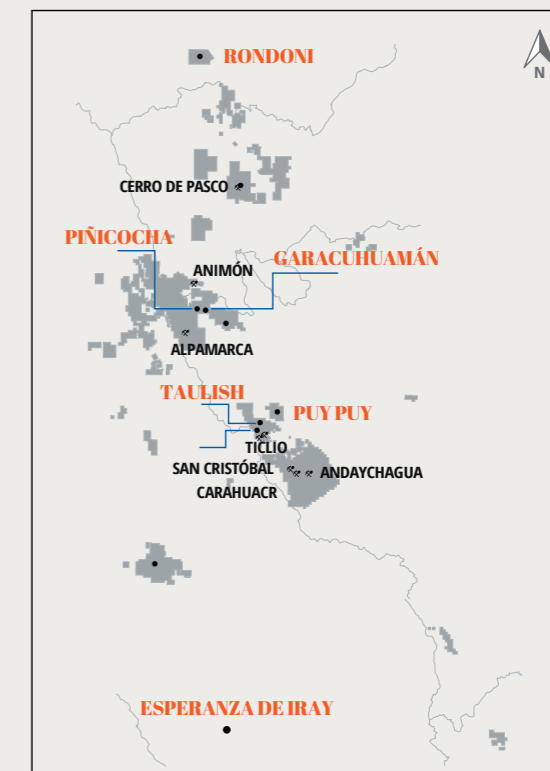 RONDONI
N
CERRO DE PASCO
PIÑICOCHA
GARACUHUAMÁN
ANIMÓN
ALPAMARCA
TAULISH
PUY PUY
TICLIO
SAN CRISTÓBAL
ANDAYCHAGUA
CARAHUACR
ESPERANZA DE IRAY